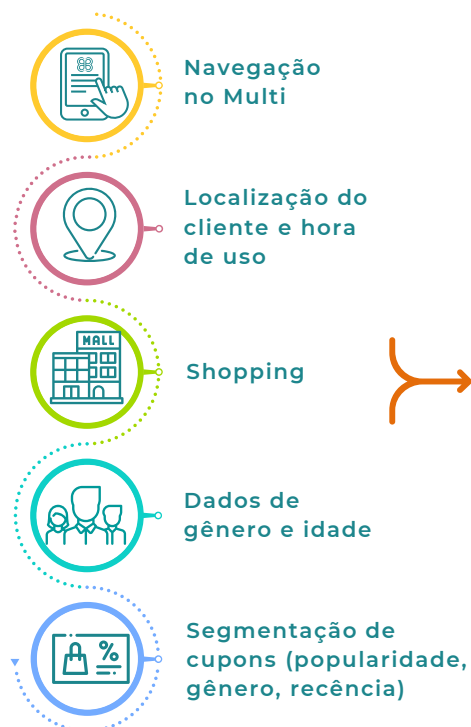 Navegação
no Multi
Localização do
cliente e hora
de uso
MALL
Shopping
Dados de
gênero e idade
%
Segmentação de
cupons (popularidade,
gênero, recência)